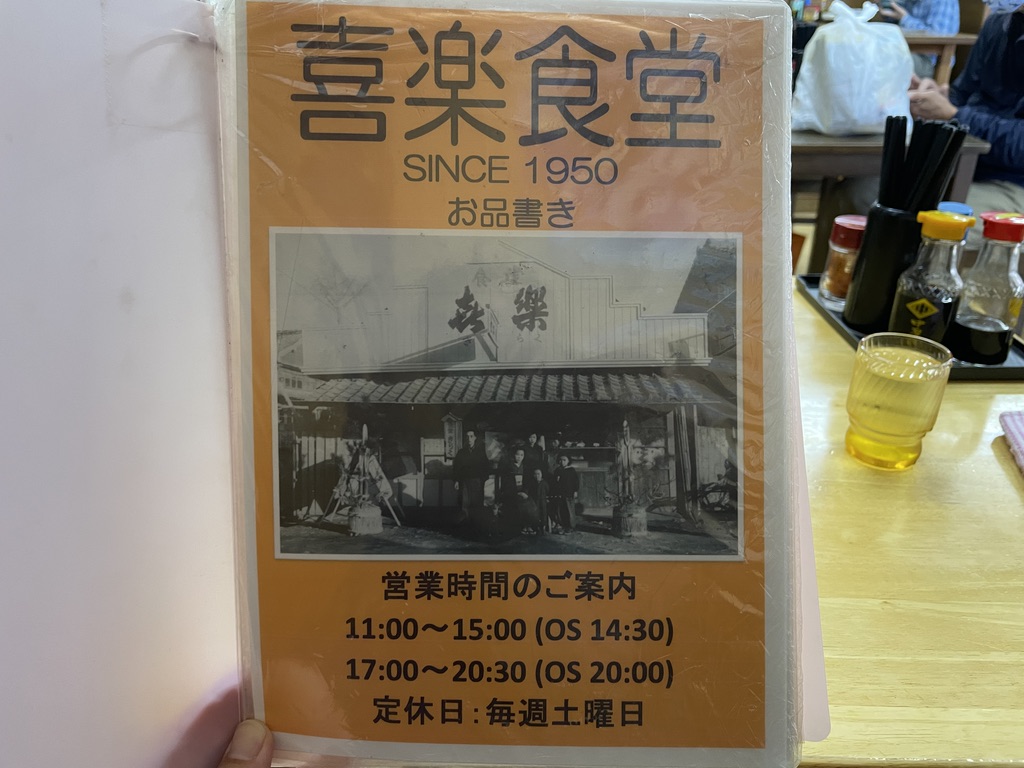 喜楽食堂
SINCE 1950
お品書き
㐂樂
営業時間のご案内
11:00～15:00 (OS 14:30)
17:00～20:30 (OS 20:00)
定休日：毎週土曜日